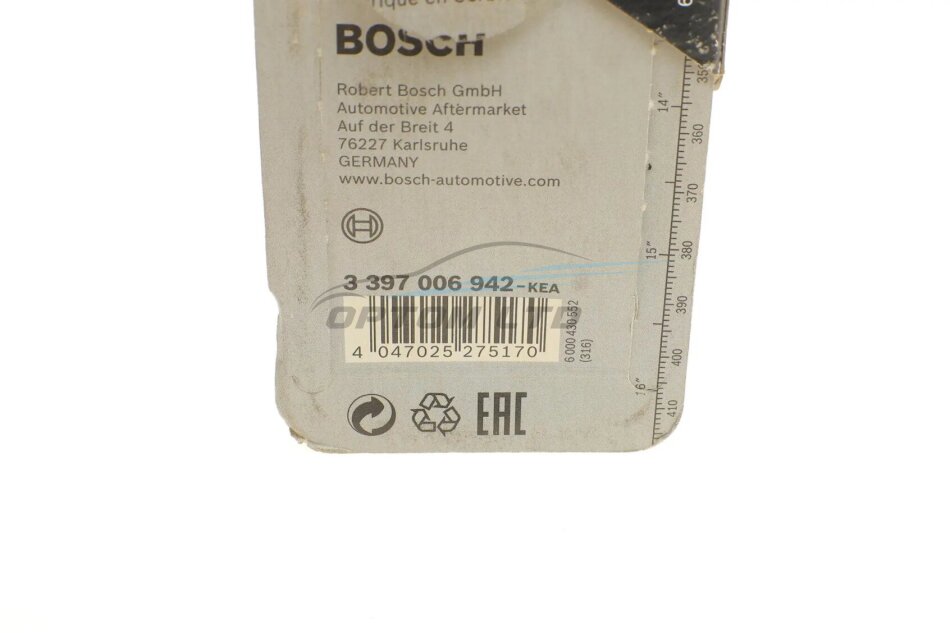 BOSCH
Robert Bosch GmbH
Automotive Aftermarket
Auf der Breit 4
76227 Karlsruhe
GERMANY
www.bosch-automotive.com
3 397 006 942-KEA
OPTOM LTD
4 047025 275170
6 000 430 552
(316)
EAC
14"
360
370
15"
380
390
400
410